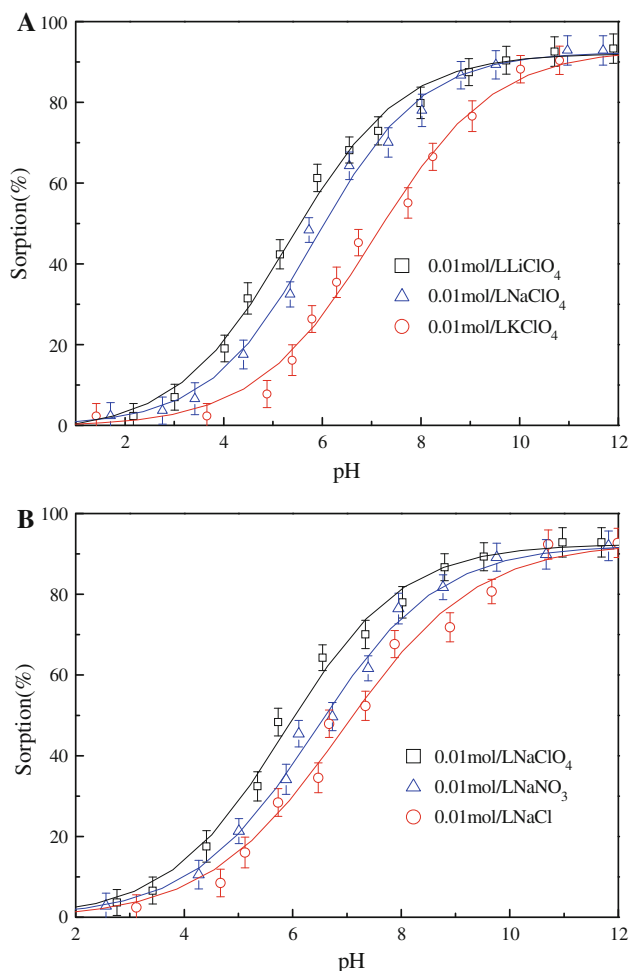 A
100
80
60
40
20
0
Sorption(%)
0.01mol/LLiClO4
0.01mol/LNaClO4
0.01mol/LKClO4
2 4 6 8 10 12
pH
B
100
80
60
40
20
0
Sorption(%)
0.01mol/LNaClO4
0.01mol/LNaNO3
0.01mol/LNaCl
2 4 6 8 10 12
pH